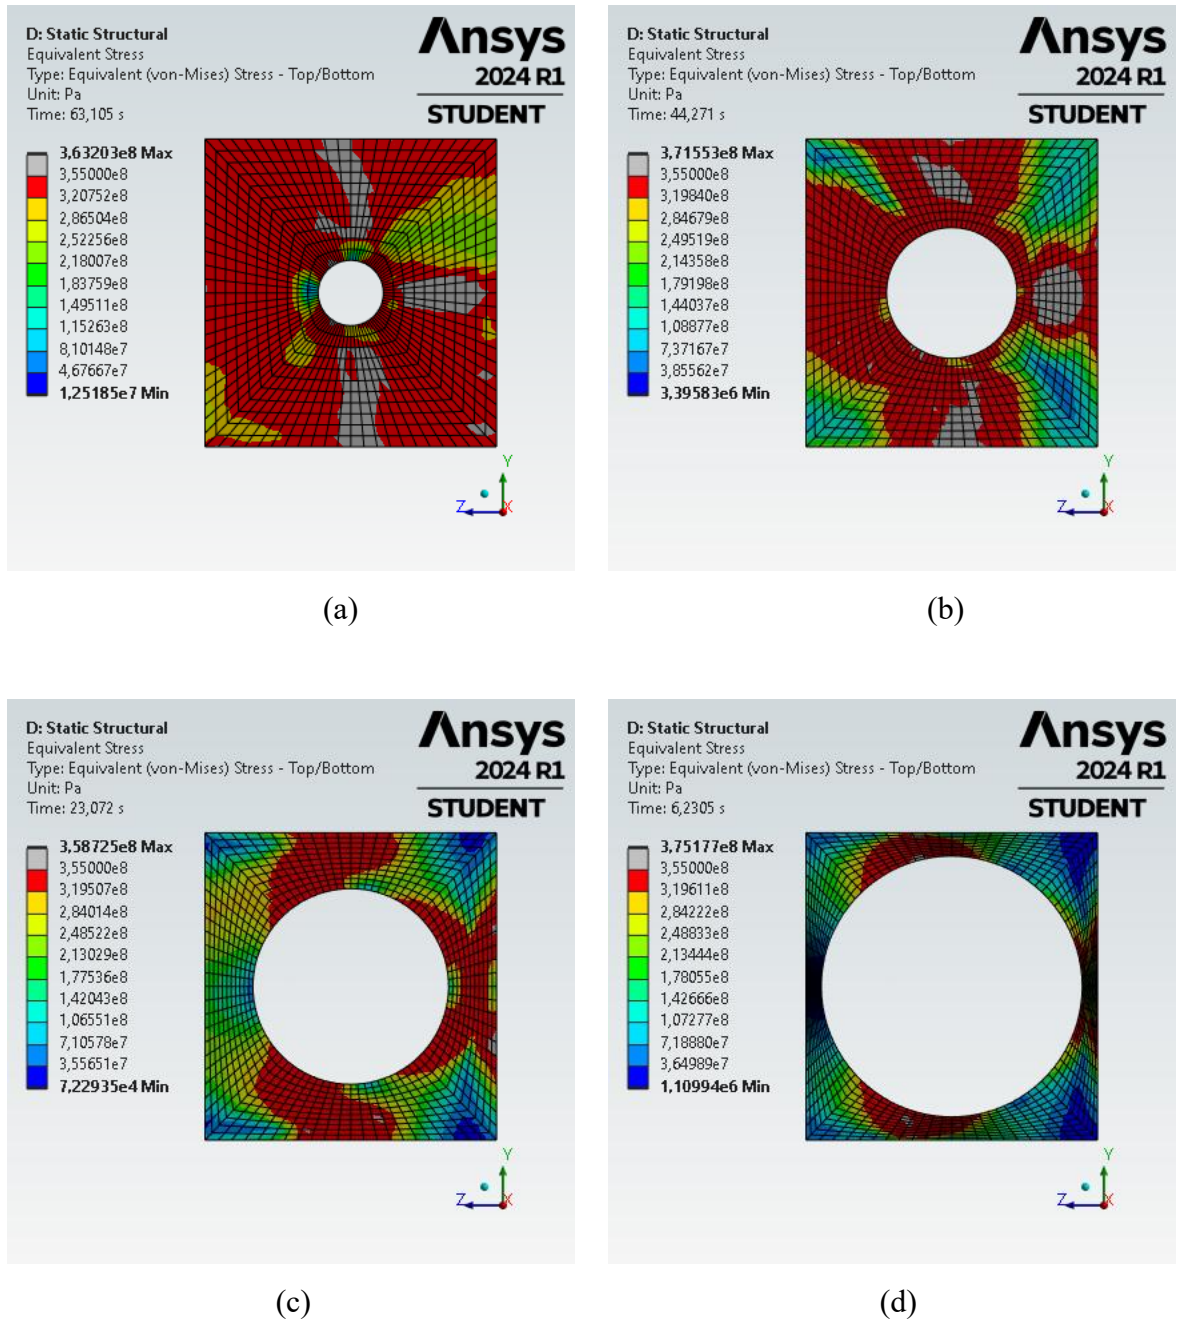 D: Static Structural
Equivalent Stress
Type: Equivalent (von-Mises) Stress - Top/Bottom
Unit: Pa
Time: 63,105 s
Ansys
2024 R1
STUDENT
3,63203e8 Max
3,55000e8
3,20752e8
2,86504e8
2,52256e8
2,18007e8
1,83759e8
1,49511e8
1,15263e8
8,10148e7
4,67667e7
1,25185e7 Min
Y
Z
X
(a)
D: Static Structural
Equivalent Stress
Type: Equivalent (von-Mises) Stress - Top/Bottom
Unit: Pa
Time: 44,271 s
Ansys
2024 R1
STUDENT
3,71553e8 Max
3,55000e8
3,19840e8
2,84679e8
2,49519e8
2,14358e8
1,79198e8
1,44037e8
1,08877e8
7,37167e7
3,85562e7
3,39583e6 Min
Y
Z
X
(b)
D: Static Structural
Equivalent Stress
Type: Equivalent (von-Mises) Stress - Top/Bottom
Unit: Pa
Time: 23,072 s
Ansys
2024 R1
STUDENT
3,58725e8 Max
3,55000e8
3,19507e8
2,84014e8
2,48522e8
2,13029e8
1,77536e8
1,42043e8
1,06551e8
7,10578e7
3,55651e7
7,22935e4 Min
Y
Z
X
(c)
D: Static Structural
Equivalent Stress
Type: Equivalent (von-Mises) Stress - Top/Bottom
Unit: Pa
Time: 6,2305 s
Ansys
2024 R1
STUDENT
3,75177e8 Max
3,55000e8
3,19611e8
2,84222e8
2,48833e8
2,13444e8
1,78055e8
1,42666e8
1,07277e8
7,18880e7
3,64989e7
1,10994e6 Min
Y
Z
X
(d)